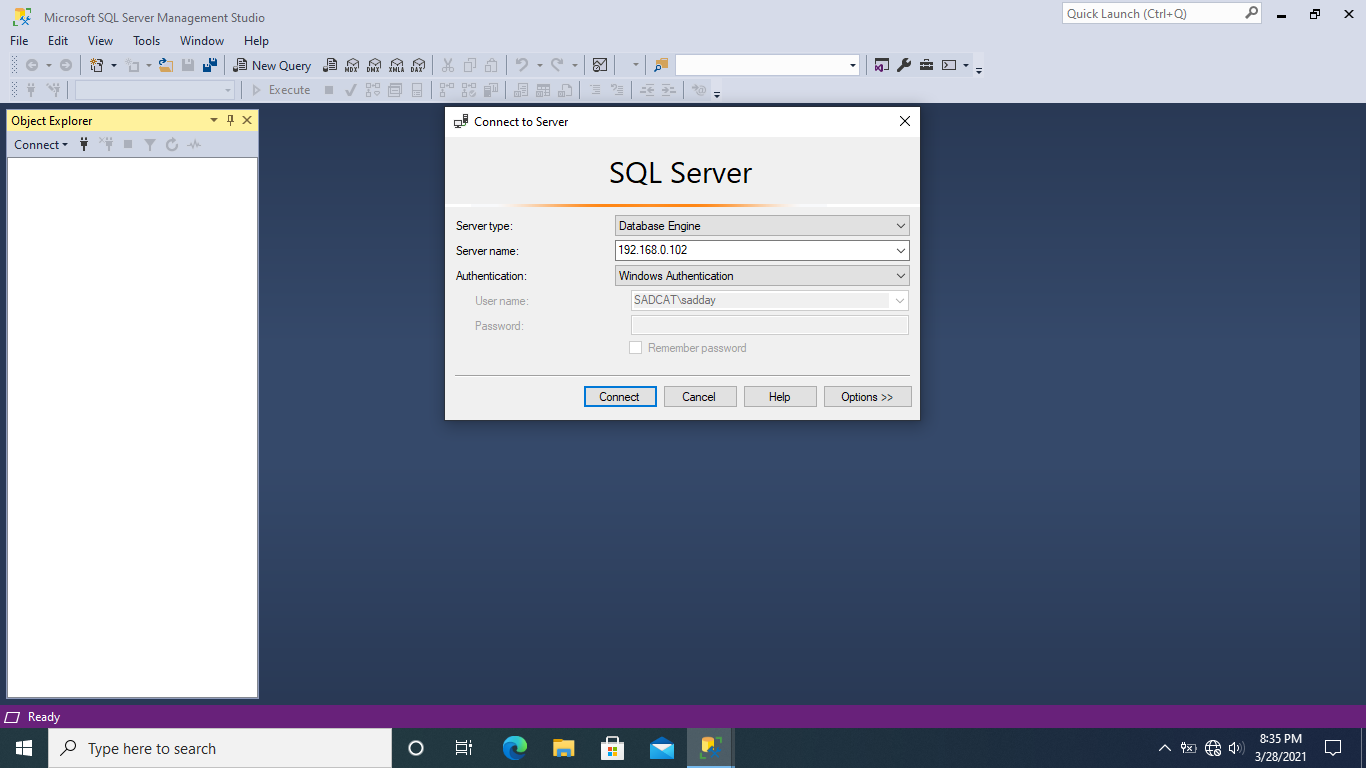 Microsoft SQL Server Management Studio
Quick Launch (Ctrl+Q)
File Edit View Tools Window Help
New Query
MDX DMX XMLA DAX
Execute
Object Explorer
Connect
Connect to Server
SQL Server
Server type: Database Engine
Server name: 192.168.0.102
Authentication: Windows Authentication
User name: SADCAT\sadday
Password:
Remember password
Connect Cancel Help Options >>
Ready
Type here to search
8:35 PM
3/28/2021